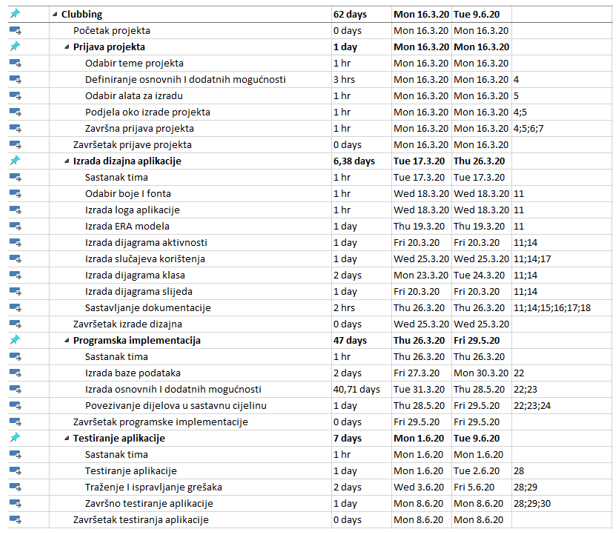 Clubbing 62 days Mon 16.3.20 Tue 9.6.20
Početak projekta 0 days Mon 16.3.20 Mon 16.3.20
Prijava projekta 1 day Mon 16.3.20 Mon 16.3.20
Odabir teme projekta 1 hr Mon 16.3.20 Mon 16.3.20
Definiranje osnovnih I dodatnih mogućnosti 3 hrs Mon 16.3.20 Mon 16.3.20 4
Odabir alata za izradu 1 hr Mon 16.3.20 Mon 16.3.20 5
Podjela oko izrade projekta 1 hr Mon 16.3.20 Mon 16.3.20 4;5
Završna prijava projekta 1 hr Mon 16.3.20 Mon 16.3.20 4;5;6;7
Završetak prijave projekta 0 days Mon 16.3.20 Mon 16.3.20
Izrada dizajna aplikacije 6,38 days Tue 17.3.20 Thu 26.3.20
Sastanak tima 1 hr Tue 17.3.20 Tue 17.3.20
Odabir boje I fonta 1 hr Wed 18.3.20 Wed 18.3.20 11
Izrada loga aplikacije 1 hr Wed 18.3.20 Wed 18.3.20 11
Izrada ERA modela 1 day Thu 19.3.20 Thu 19.3.20 11
Izrada dijagrama aktivnosti 1 day Fri 20.3.20 Fri 20.3.20 11;14
Izrada slučajeva korištenja 1 day Wed 25.3.20 Wed 25.3.20 11;14;17
Izrada dijagrama klasa 2 days Mon 23.3.20 Tue 24.3.20 11;14
Izrada dijagrama slijeda 1 day Fri 20.3.20 Fri 20.3.20 11;14
Sastavljanje dokumentacije 2 hrs Thu 26.3.20 Thu 26.3.20 11;14;15;16;17;18
Završetak izrade dizajna 0 days Wed 25.3.20 Wed 25.3.20
Programska implementacija 47 days Thu 26.3.20 Fri 29.5.20
Sastanak tima 1 hr Thu 26.3.20 Thu 26.3.20
Izrada baze podataka 2 days Fri 27.3.20 Mon 30.3.20 22
Izrada osnovnih I dodatnih mogućnosti 40,71 days Tue 31.3.20 Thu 28.5.20 22;23
Povezivanje dijelova u sastavnu cijelinu 1 day Thu 28.5.20 Fri 29.5.20 22;23;24
Završetak programske implementacije 0 days Fri 29.5.20 Fri 29.5.20
Testiranje aplikacije 7 days Mon 1.6.20 Tue 9.6.20
Sastanak tima 1 hr Mon 1.6.20 Mon 1.6.20
Testiranje aplikacije 1 day Mon 1.6.20 Tue 2.6.20 28
Traženje I ispravljanje grešaka 2 days Wed 3.6.20 Fri 5.6.20 28;29
Završno testiranje aplikacije 1 day Mon 8.6.20 Mon 8.6.20 28;29;30
Završetak testiranja aplikacije 0 days Mon 8.6.20 Mon 8.6.20